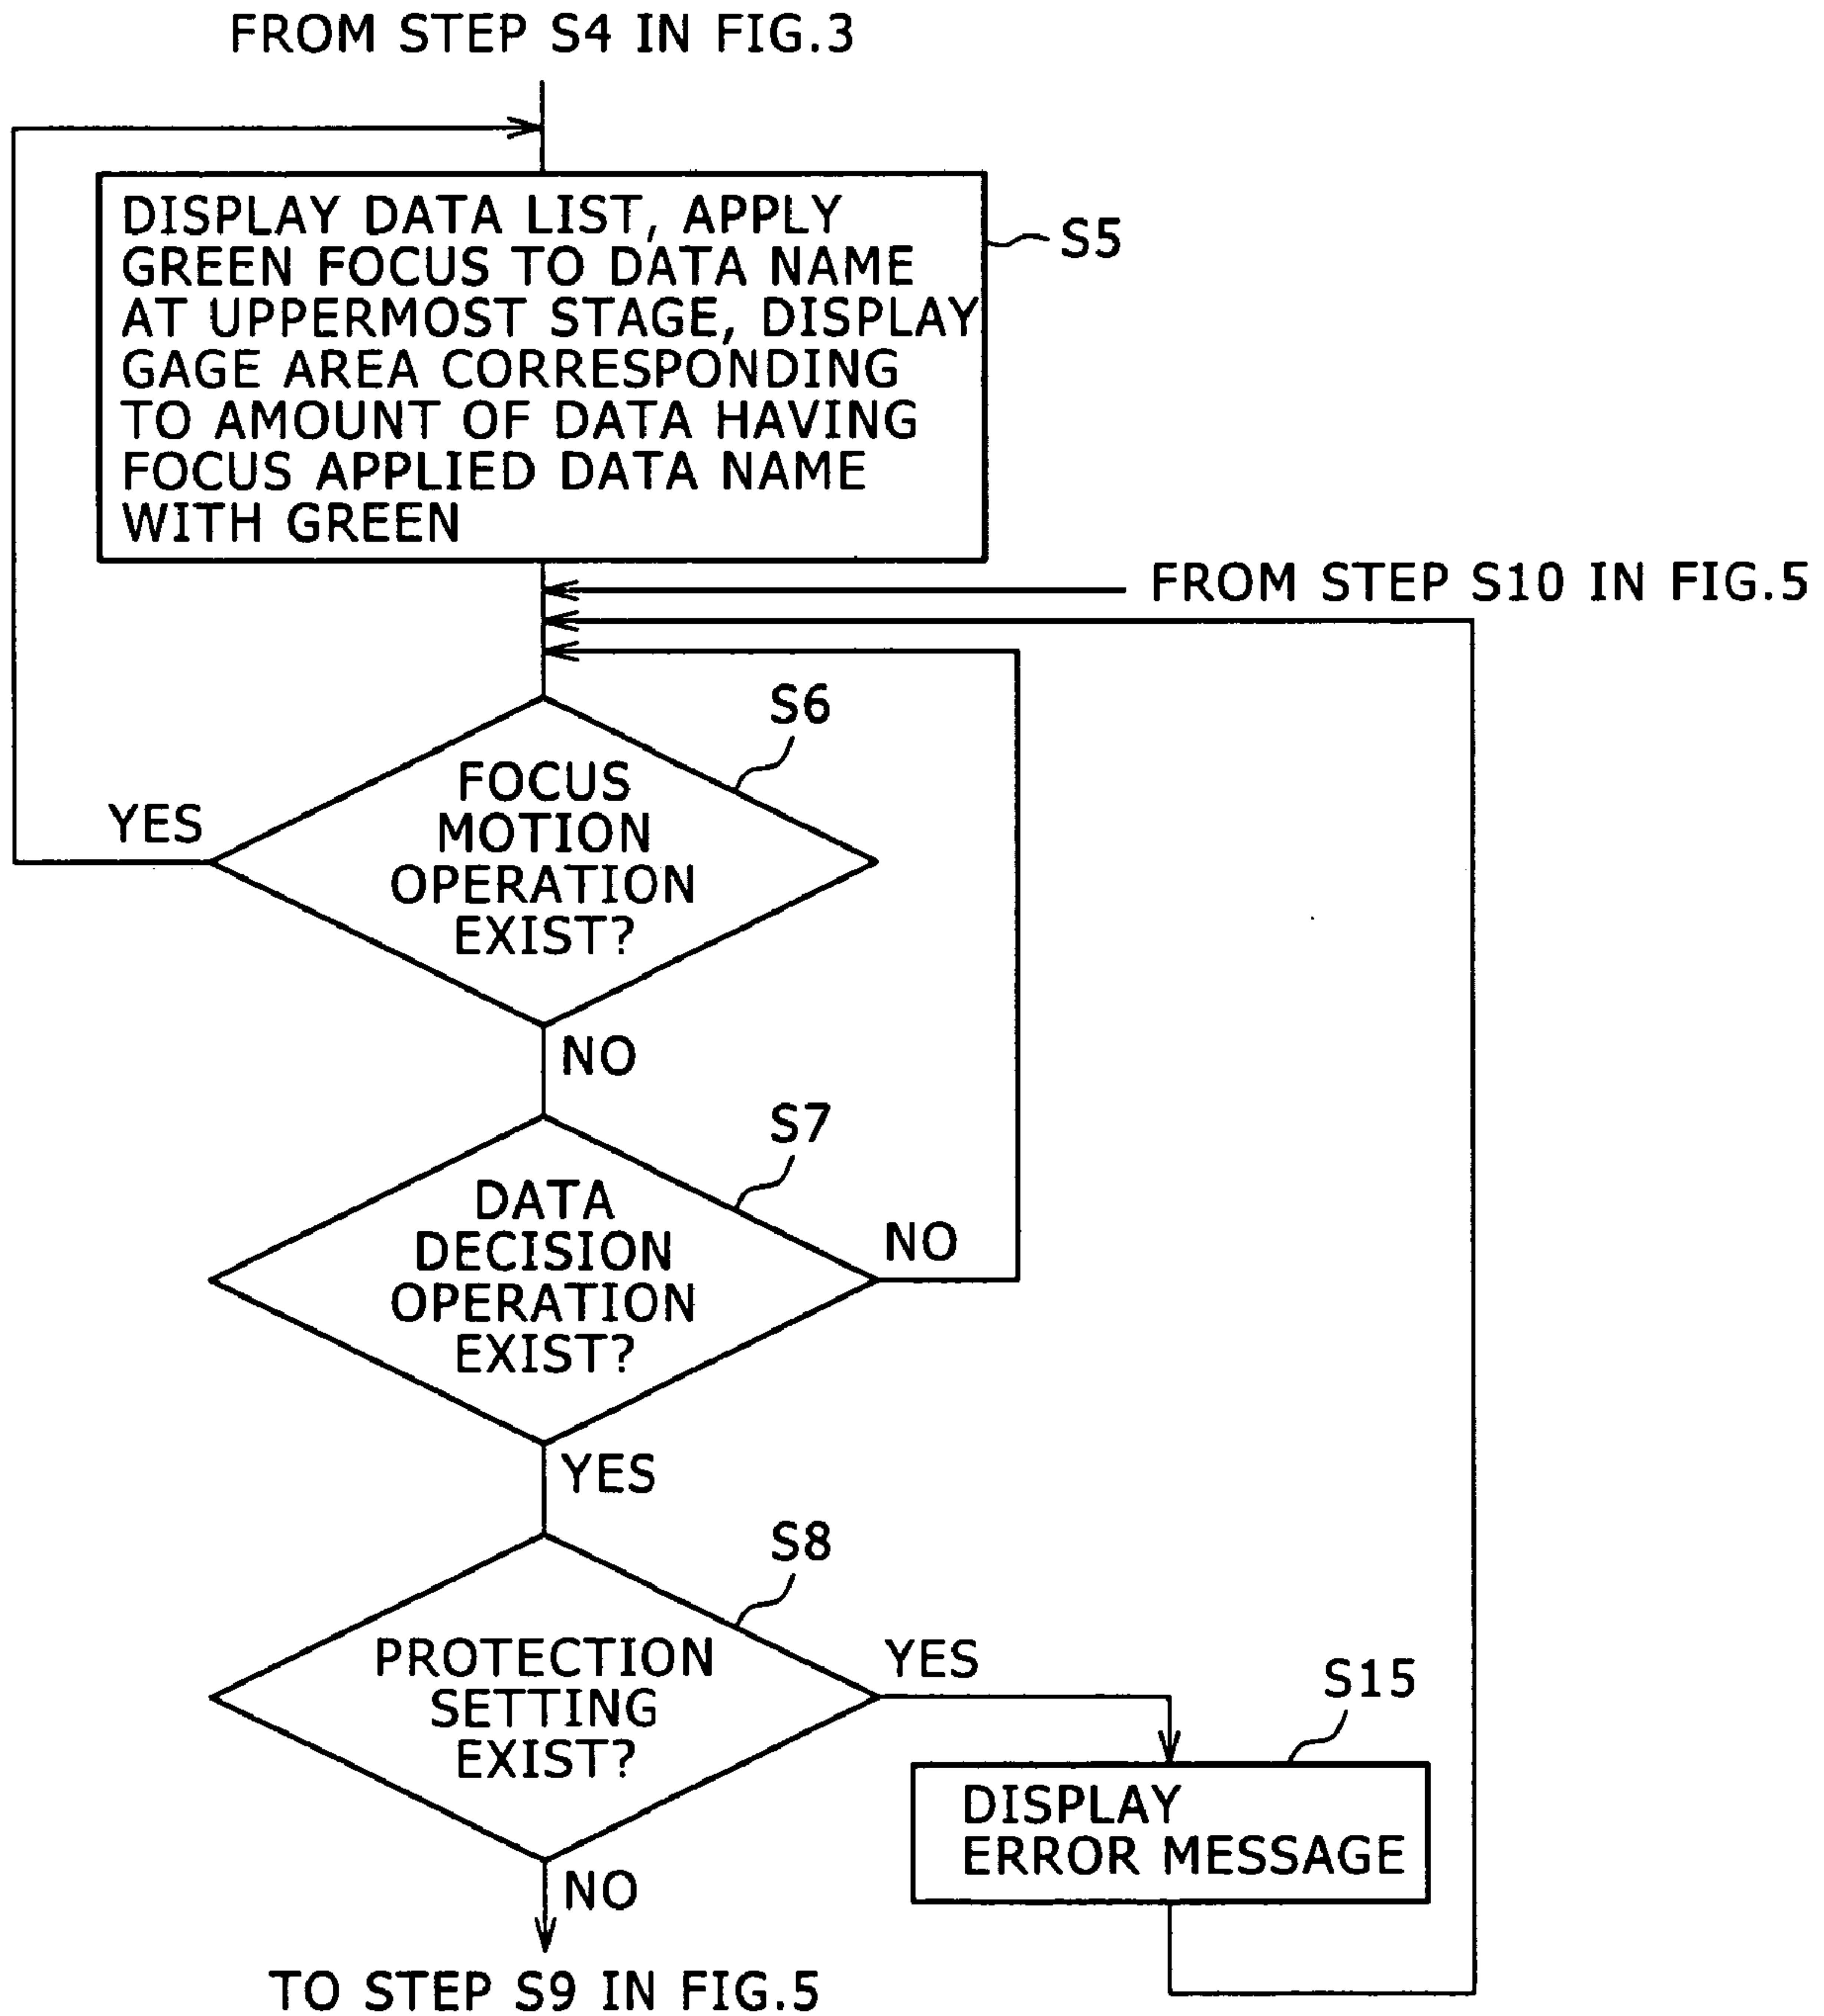 FROM STEP S4 IN FIG.3
DISPLAY DATA LIST, APPLY
GREEN FOCUS TO DATA NAME
AT UPPERMOST STAGE, DISPLAY
GAGE AREA CORRESPONDING
TO AMOUNT OF DATA HAVING
FOCUS APPLIED DATA NAME
WITH GREEN
S5
FROM STEP S10 IN FIG.5
S6
FOCUS
MOTION
OPERATION
EXIST?
YES
NO
S7
DATA
DECISION
OPERATION
EXIST?
NO
YES
S8
PROTECTION
SETTING
EXIST?
YES
S15
DISPLAY
ERROR MESSAGE
NO
TO STEP S9 IN FIG.5